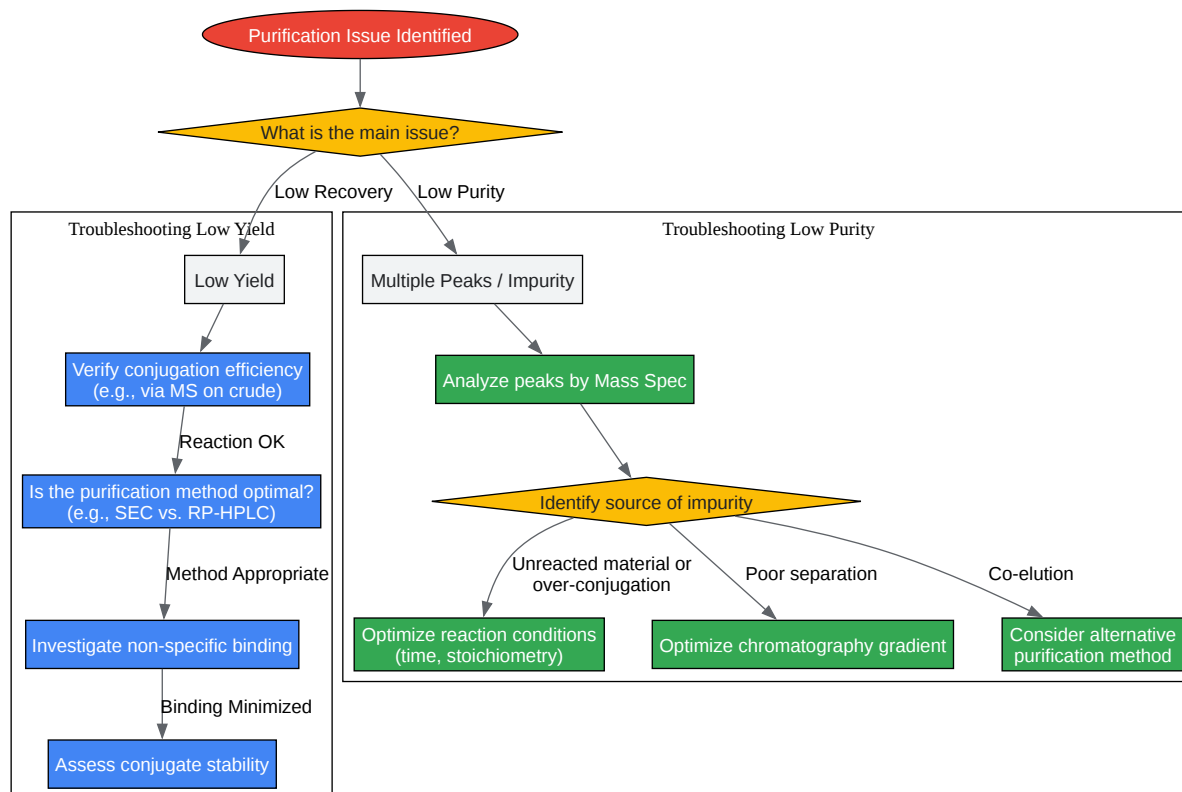 Purification Issue Identified
What is the main issue?
Low Recovery
Low Purity
Troubleshooting Low Yield
Low Yield
Verify conjugation efficiency
(e.g., via MS on crude)
Reaction OK
Is the purification method optimal?
(e.g., SEC vs. RP-HPLC)
Method Appropriate
Investigate non-specific binding
Binding Minimized
Assess conjugate stability
Troubleshooting Low Purity
Multiple Peaks / Impurity
Analyze peaks by Mass Spec
Identify source of impurity
Unreacted material or
over-conjugation
Poor separation
Co-elution
Optimize reaction conditions
(time, stoichiometry)
Optimize chromatography gradient
Consider alternative
purification method